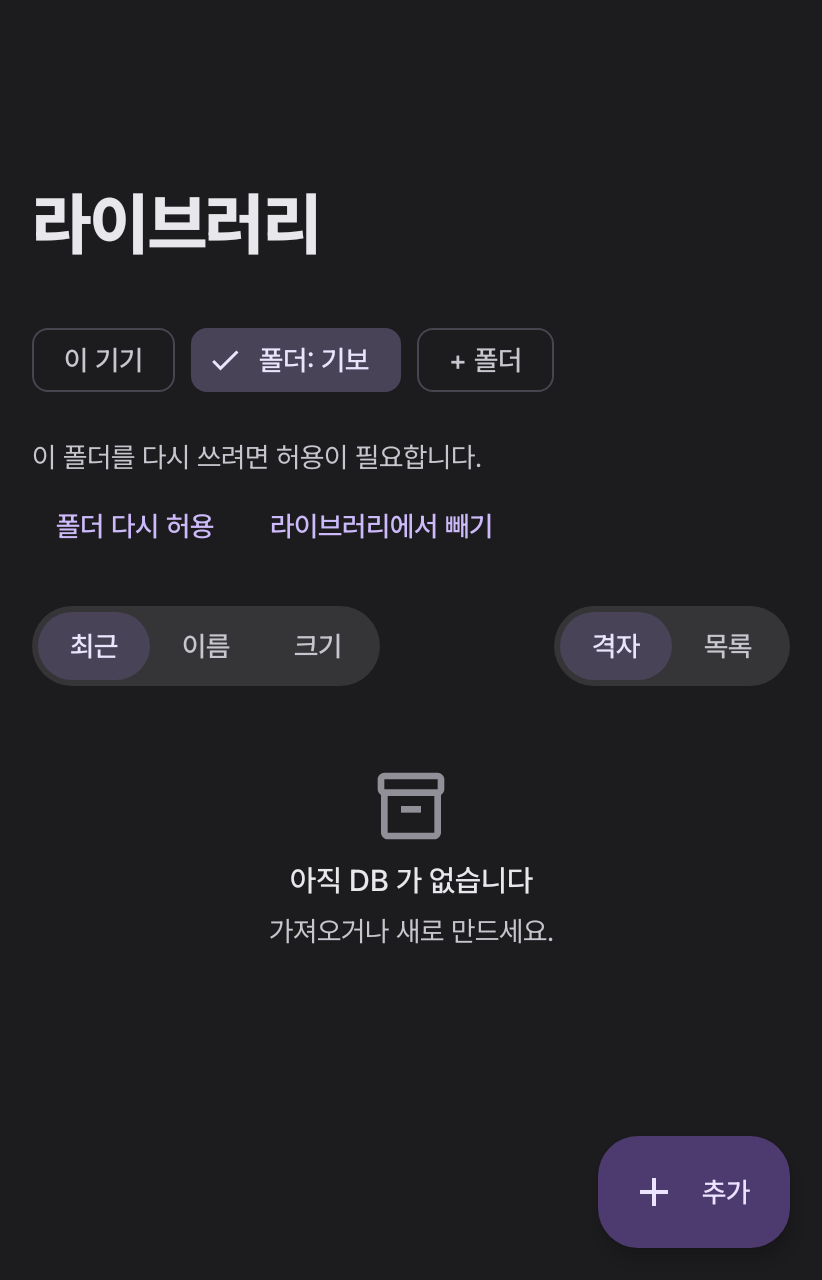 라이브러리
이 기기 폴더: 기보 + 폴더
이 폴더를 다시 쓰려면 허용이 필요합니다.
폴더 다시 허용 라이브러리에서 빼기
최근 이름 크기 격자 목록
아직 DB 가 없습니다
가져오거나 새로 만드세요.
추가